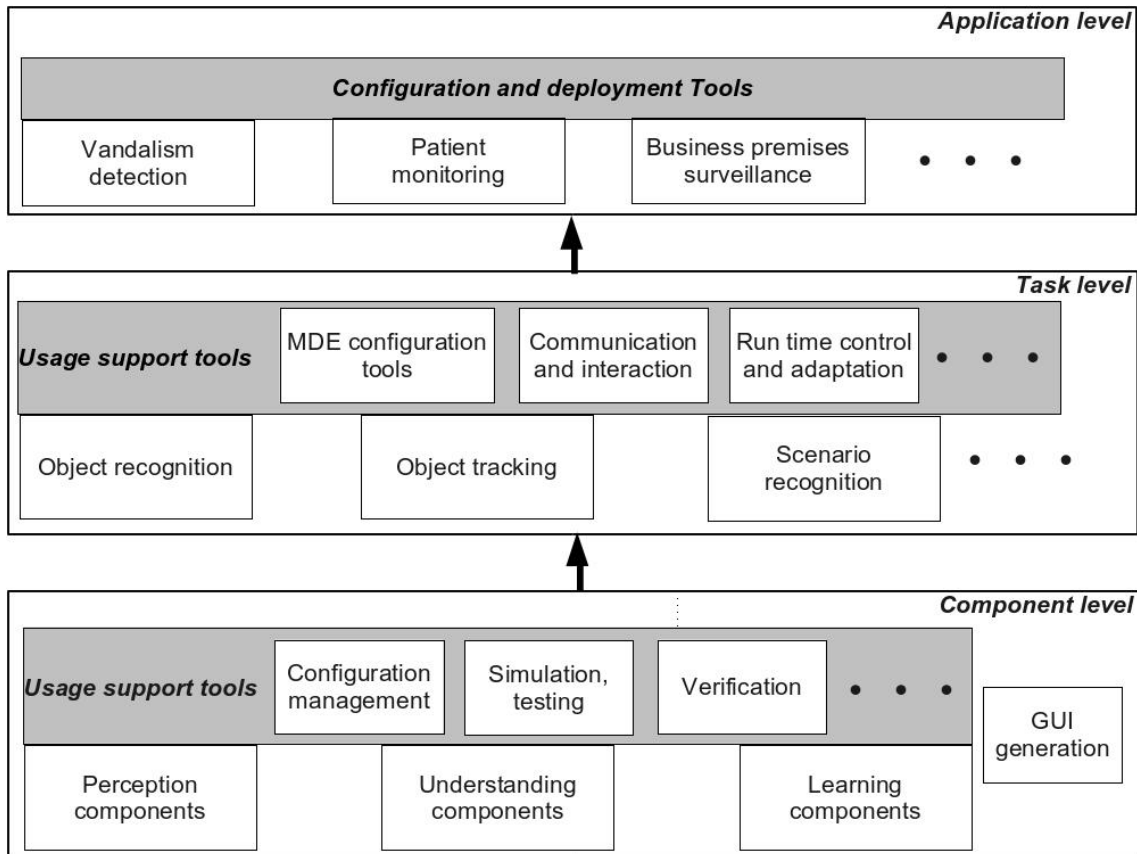 Application level
Configuration and deployment Tools
Vandalism
detection
Patient
monitoring
Business premises
surveillance
• • •
Task level
Usage support tools
MDE configuration
tools
Communication
and interaction
Run time control
and adaptation
• • •
Object recognition
Object tracking
Scenario
recognition
• • •
Component level
Usage support tools
Configuration
management
Simulation,
testing
Verification
• • •
GUI
generation
Perception
components
Understanding
components
Learning
components